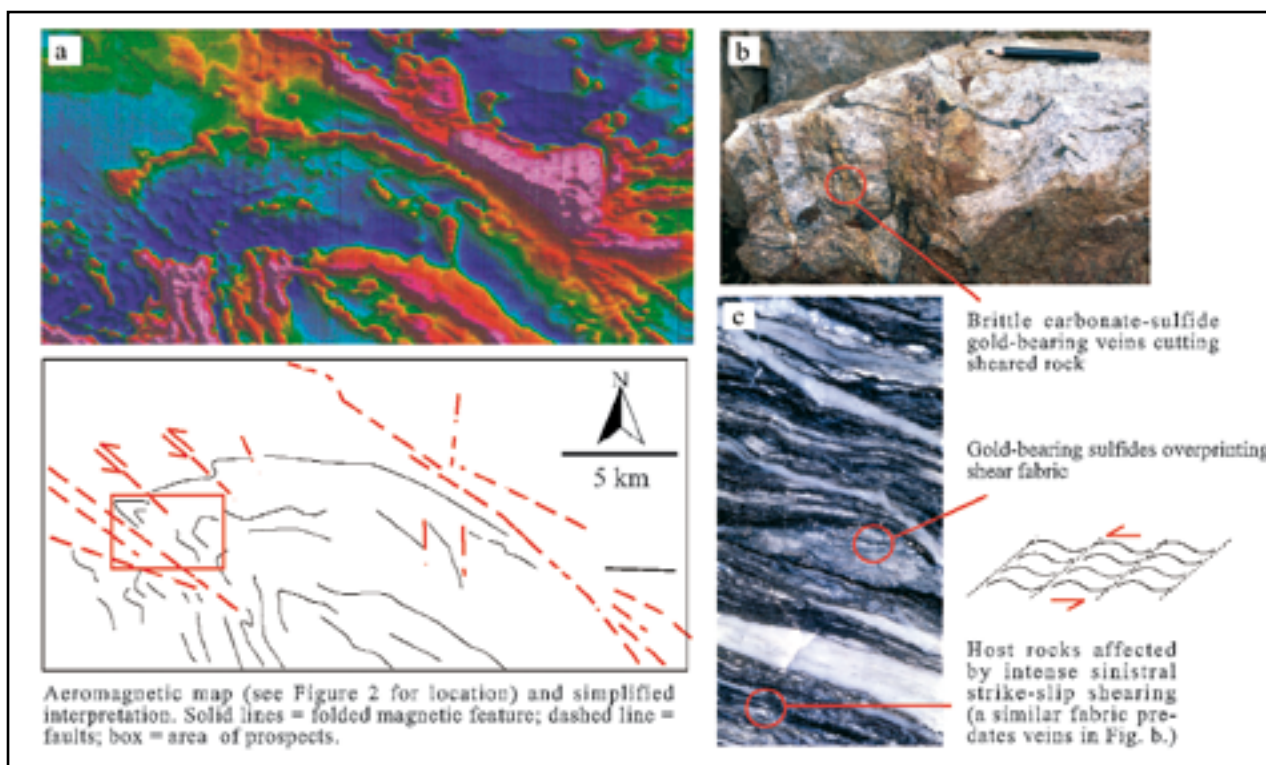 a
N
5 km
Aeromagnetic map (see Figure 2 for location) and simplified
interpretation. Solid lines = folded magnetic feature; dashed line =
faults; box = area of prospects.
b
Brittle carbonate-sulfide
gold-bearing veins cutting
sheared rock
c
Gold-bearing sulfides overprinting
shear fabric
Host rocks affected
by intense sinistral
strike-slip shearing
(a similar fabric pre-
dates veins in Fig. b.)